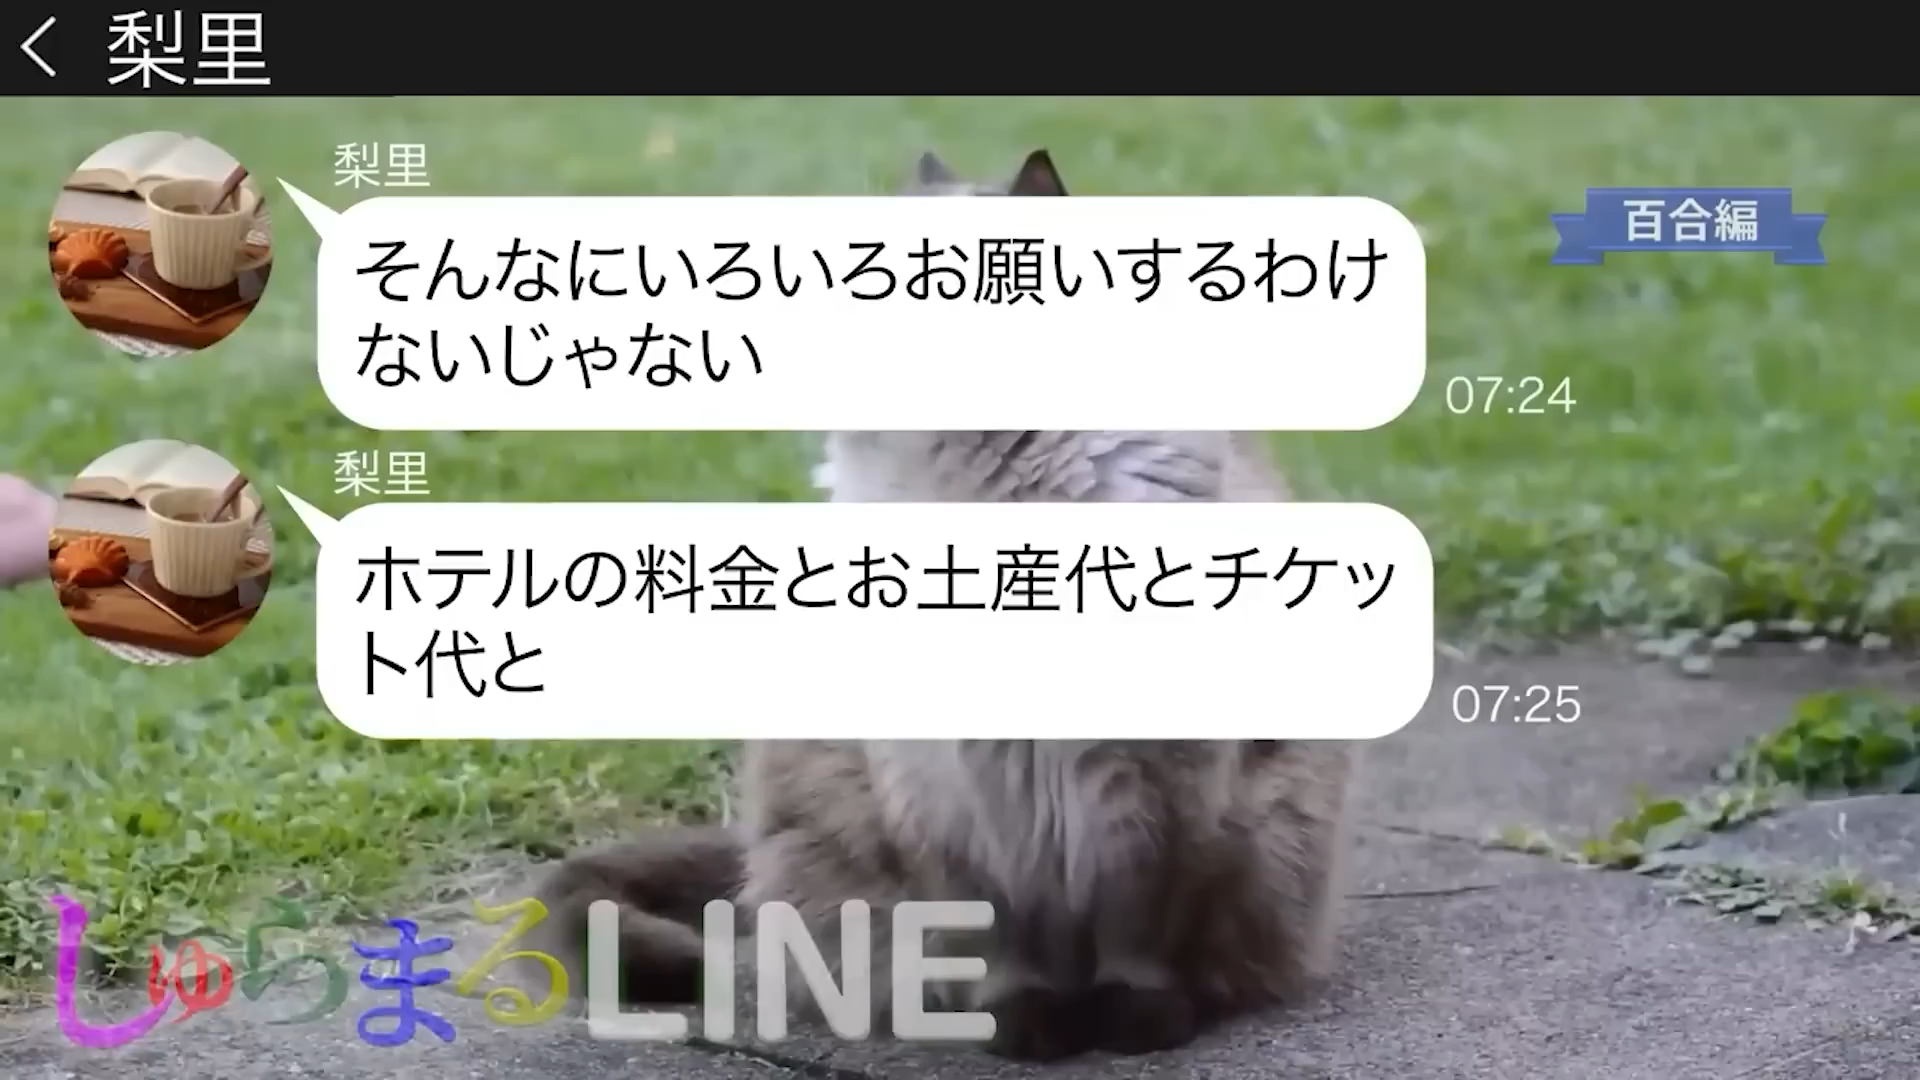 梨里
梨里
百合編
そんなにいろいろお願いするわけ
ないじゃない
07:24
梨里
ホテルの料金とお土産代とチケッ
ト代と
07:25
しゅらまるLINE